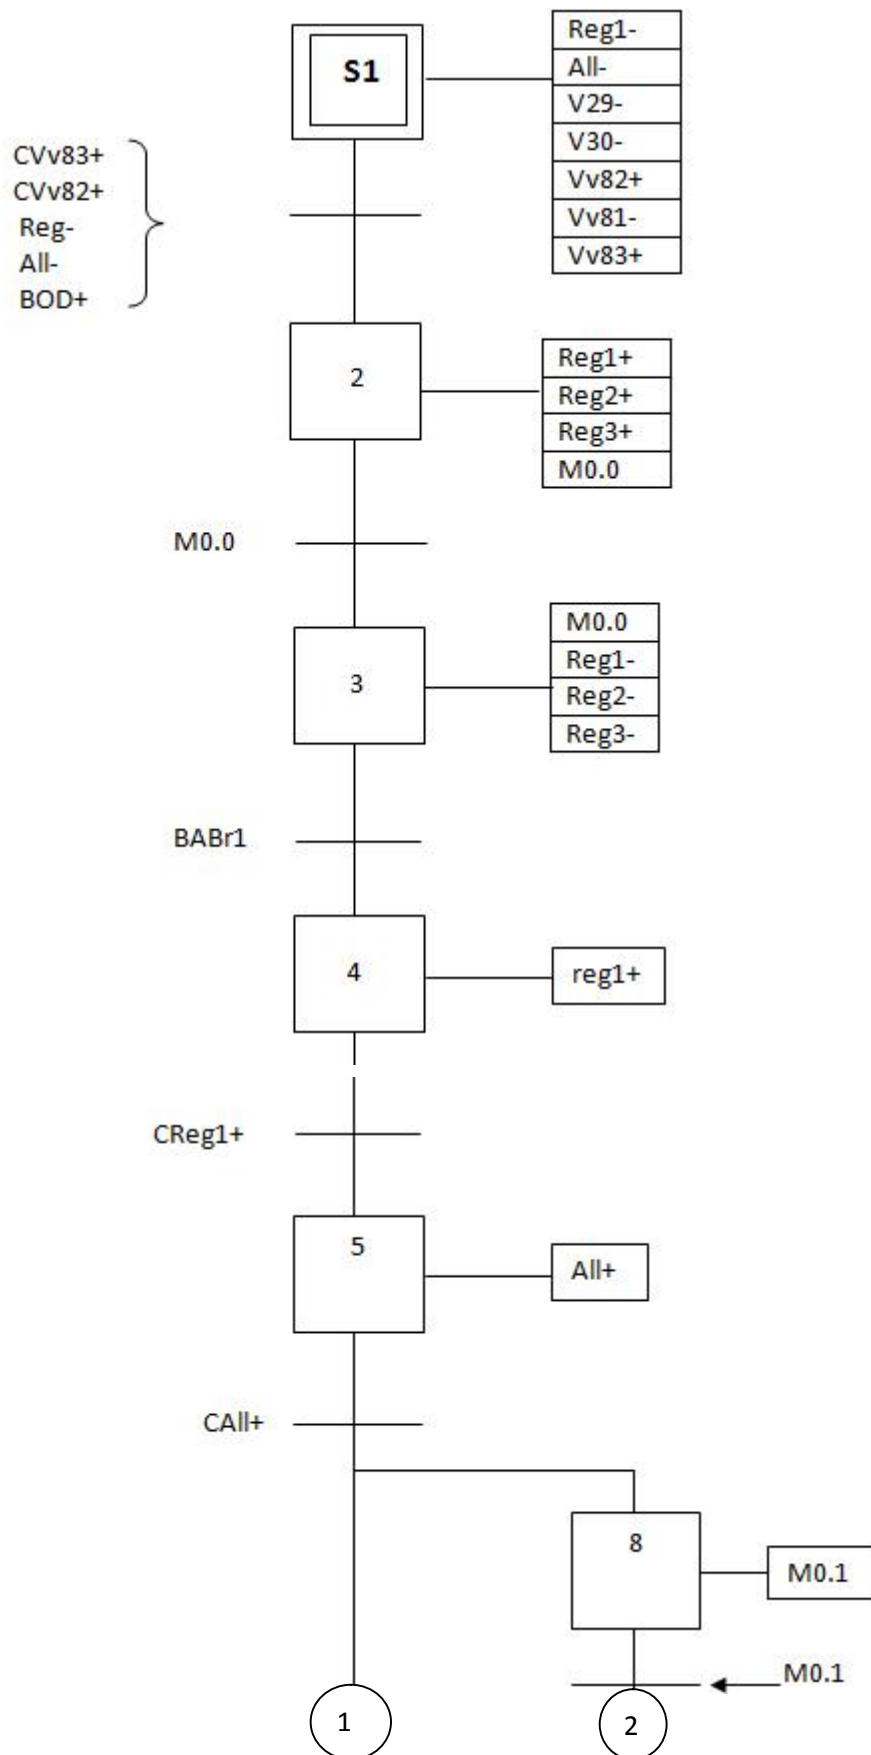 S1
Reg1-
All-
V29-
V30-
Vv82+
Vv81-
Vv83+
CVv83+
CVv82+
Reg-
All-
BOD+
2
Reg1+
Reg2+
Reg3+
M0.0
M0.0
3
M0.0
Reg1-
Reg2-
Reg3-
BABr1
4
reg1+
CReg1+
5
All+
CAll+
8
M0.1
M0.1
1
2